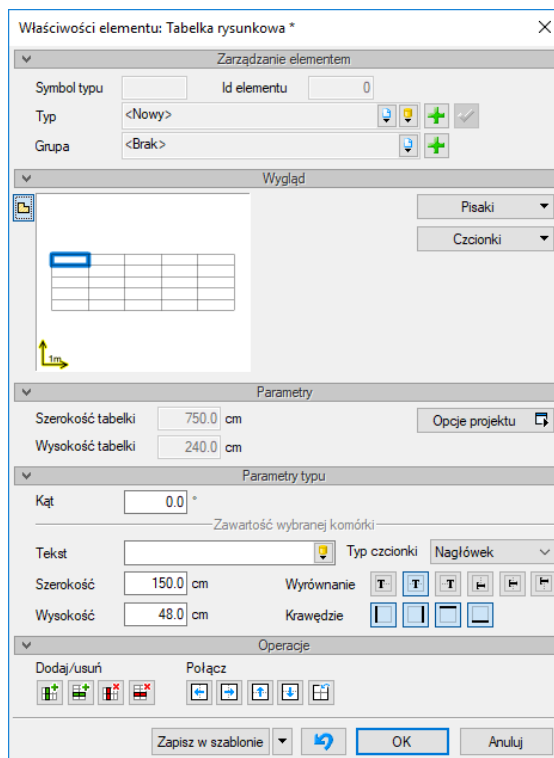 Właściwości elementu: Tabelka rysunkowa *
Zarządzanie elementem
Symbol typu Id elementu 0
Typ <Nowy>
Grupa <Brak>
Wygląd
Pisaki
Czcionki
1m
Parametry
Szerokość tabelki 750.0 cm Opcje projektu
Wysokość tabelki 240.0 cm
Parametry typu
Kąt 0.0 °
Zawartość wybranej komórki
Tekst Typ czcionki Nagłówek
Szerokość 150.0 cm Wyrównanie T T T T T T
Wysokość 48.0 cm Krawędzie
Operacje
Dodaj/usuń Połącz
Zapisz w szablonie OK Anuluj